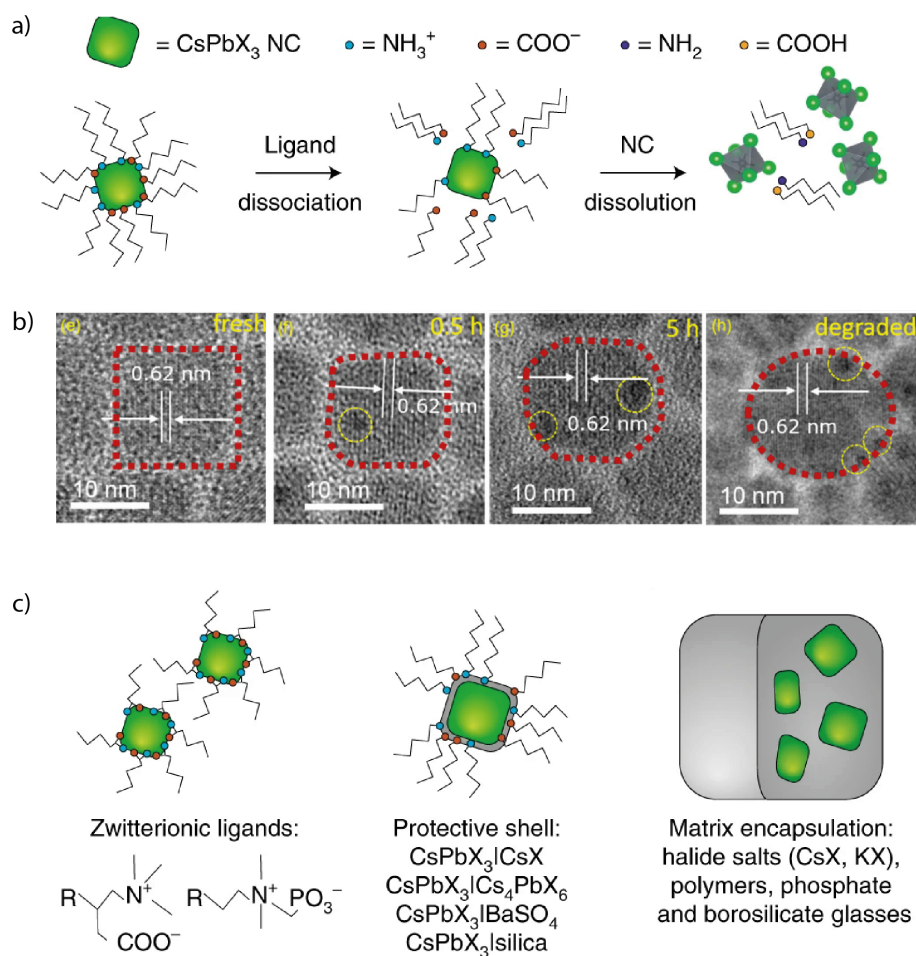 a)
= CsPbX₃ NC = NH₃⁺ = COO⁻ = NH₂ = COOH
Ligand
dissociation
NC
dissolution
b)
(e) fresh
0.62 nm
10 nm
(f) 0.5 h
0.62 nm
10 nm
(g) 5 h
0.62 nm
10 nm
(h) degraded
0.62 nm
10 nm
c)
Zwitterionic ligands:
R N⁺
COO⁻
R N⁺ PO₃⁻
Protective shell:
CsPbX₃|CsX
CsPbX₃|Cs₄PbX₆
CsPbX₃|BaSO₄
CsPbX₃|silica
Matrix encapsulation:
halide salts (CsX, KX),
polymers, phosphate
and borosilicate glasses